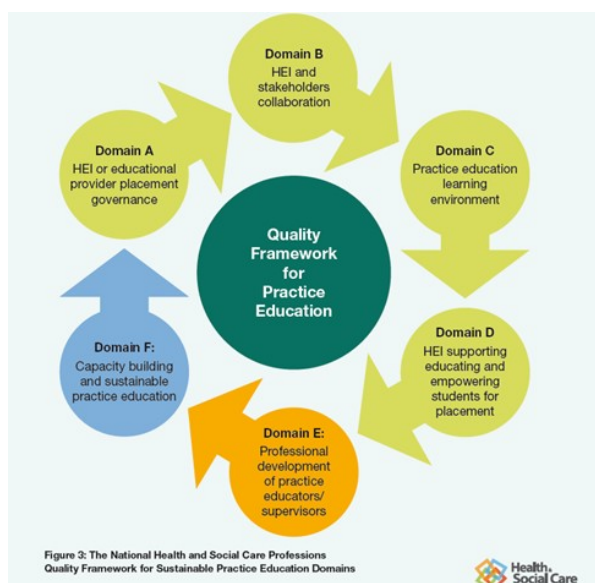 Domain B
HEI and
stakeholders
collaboration
Domain A
HEI or educational
provider placement
governance
Domain C
Practice education
learning
environment
Quality
Framework
for
Practice
Education
Domain F:
Capacity building
and sustainable
practice education
Domain D
HEI supporting
educating and
empowering
students for
placement
Domain E:
Professional
development
of practice
educators/
supervisors
Figure 3: The National Health and Social Care Professions
Quality Framework for Sustainable Practice Education Domains
Health &
Social Care